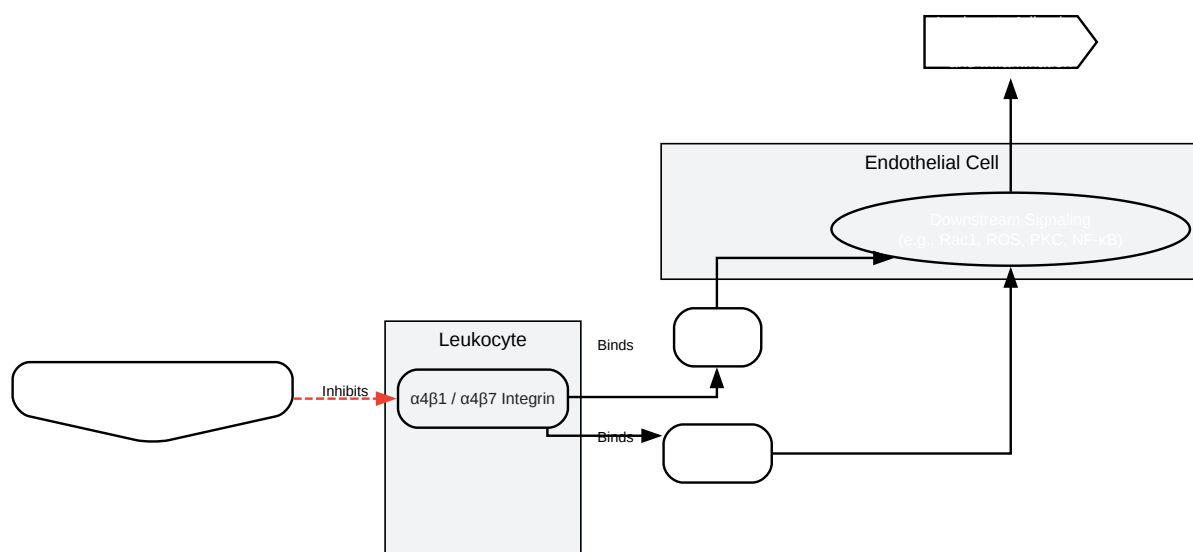 Endothelial Cell
Downstream Signaling
(e.g., Rac1, ROS, PKC, NF-κB)
Leukocyte
Binds
Inhibits
α4β1 / α4β7 Integrin
Binds